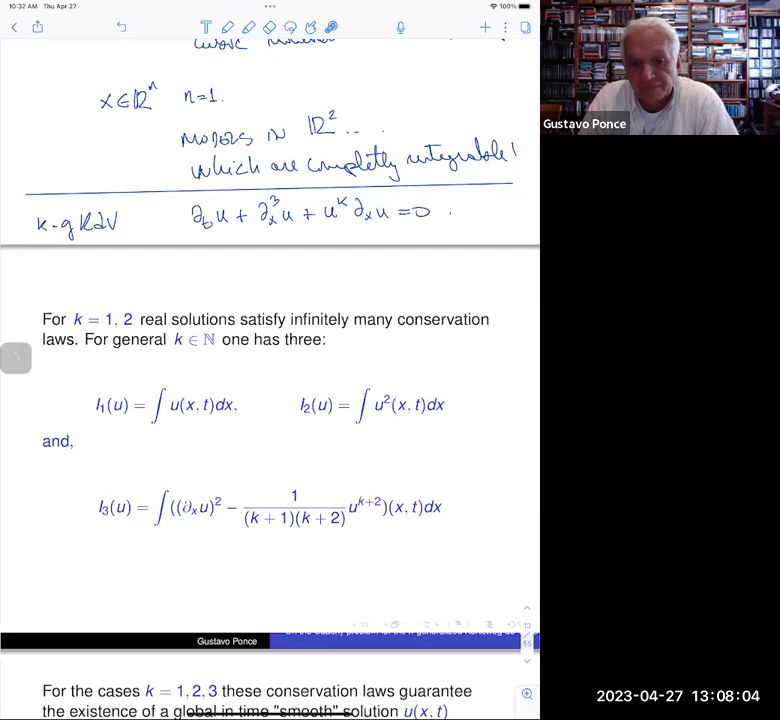 10:32 AM Thu Apr 27
100%
x∈ℝⁿ n=1.
MODELS IN ℝ² ...
which are completly integrable!
k-gKdV ∂ₜu + ∂ₓ³u + uᵏ∂ₓu = 0 .
For k = 1, 2 real solutions satisfy infinitely many conservation
laws. For general k ∈ ℕ one has three:
I₁(u) = ∫ u(x, t)dx, I₂(u) = ∫ u²(x, t)dx
and,
I₃(u) = ∫((∂ₓu)² − 1/((k + 1)(k + 2)) uᵏ⁺²)(x, t)dx
13
Gustavo Ponce
55
For the cases k = 1, 2, 3 these conservation laws guarantee
the existence of a global in time "smooth" solution u(x, t)
Gustavo Ponce
2023-04-27 13:08:04